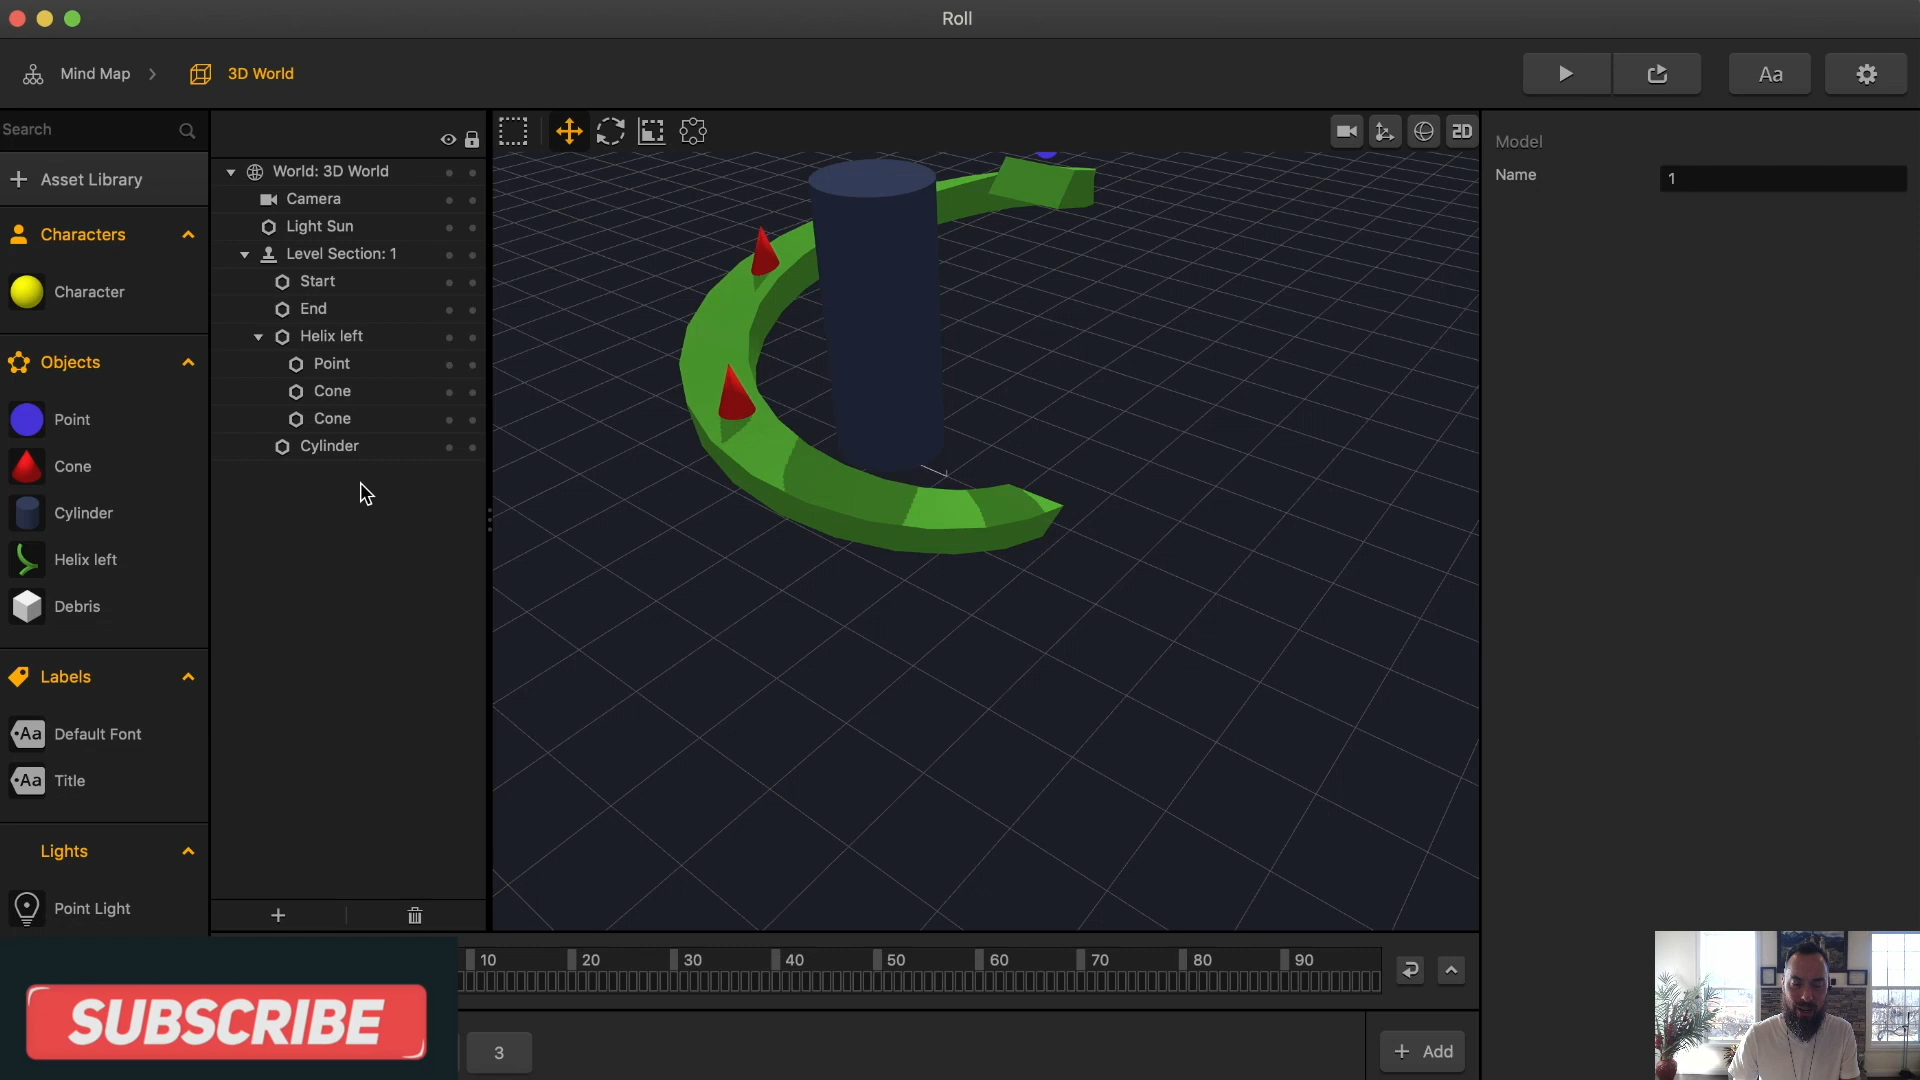 Roll
Mind Map
3D World
Aa
Search
Asset Library
Characters
Character
Objects
Point
Cone
Cylinder
Helix left
Debris
Labels
Aa Default Font
Aa Title
Lights
Point Light
World: 3D World
Camera
Light Sun
Level Section: 1
Start
End
Helix left
Point
Cone
Cone
Cylinder
2D
Model
Name 1
10 20 30 40 50 60 70 80 90
3
Add
SUBSCRIBE